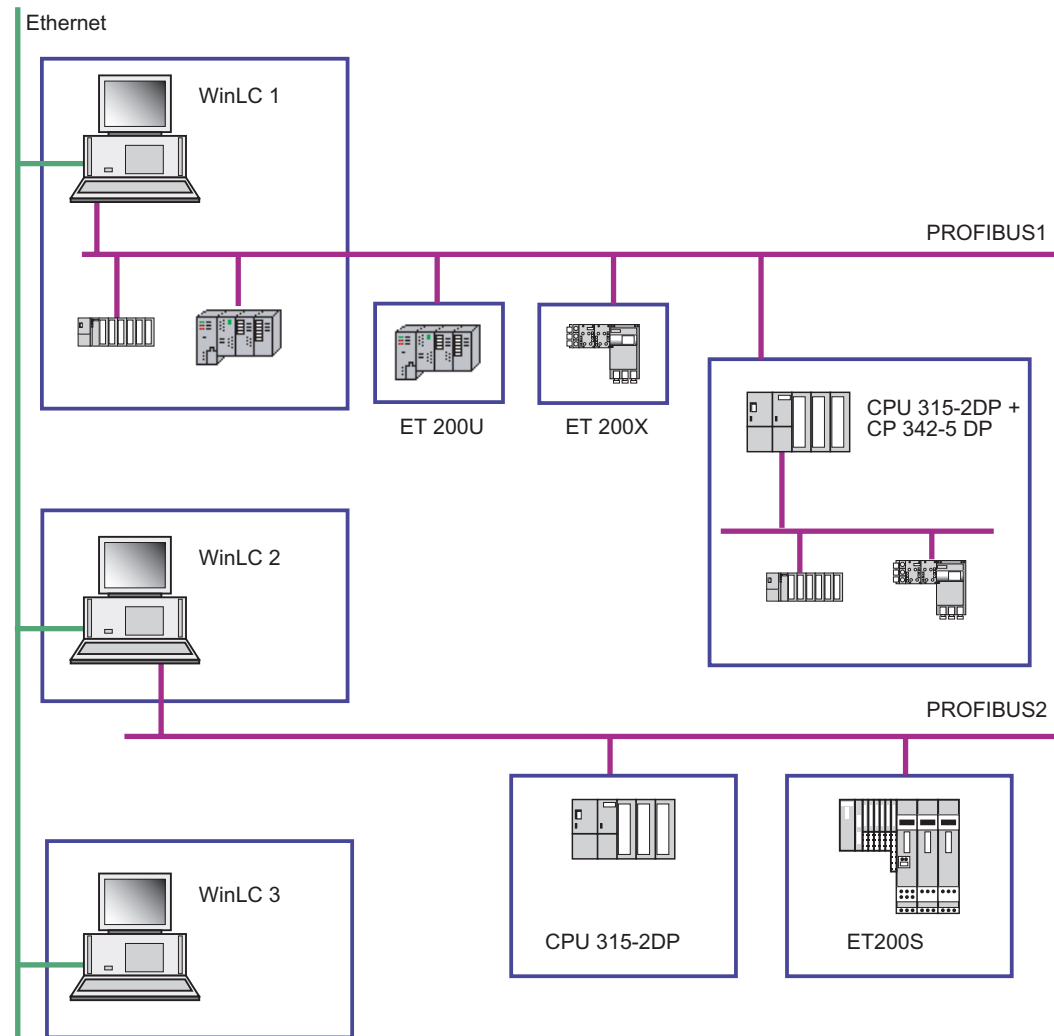 Ethernet
WinLC 1
PROFIBUS1
ET 200U
ET 200X
CPU 315-2DP +
CP 342-5 DP
WinLC 2
PROFIBUS2
WinLC 3
CPU 315-2DP
ET200S